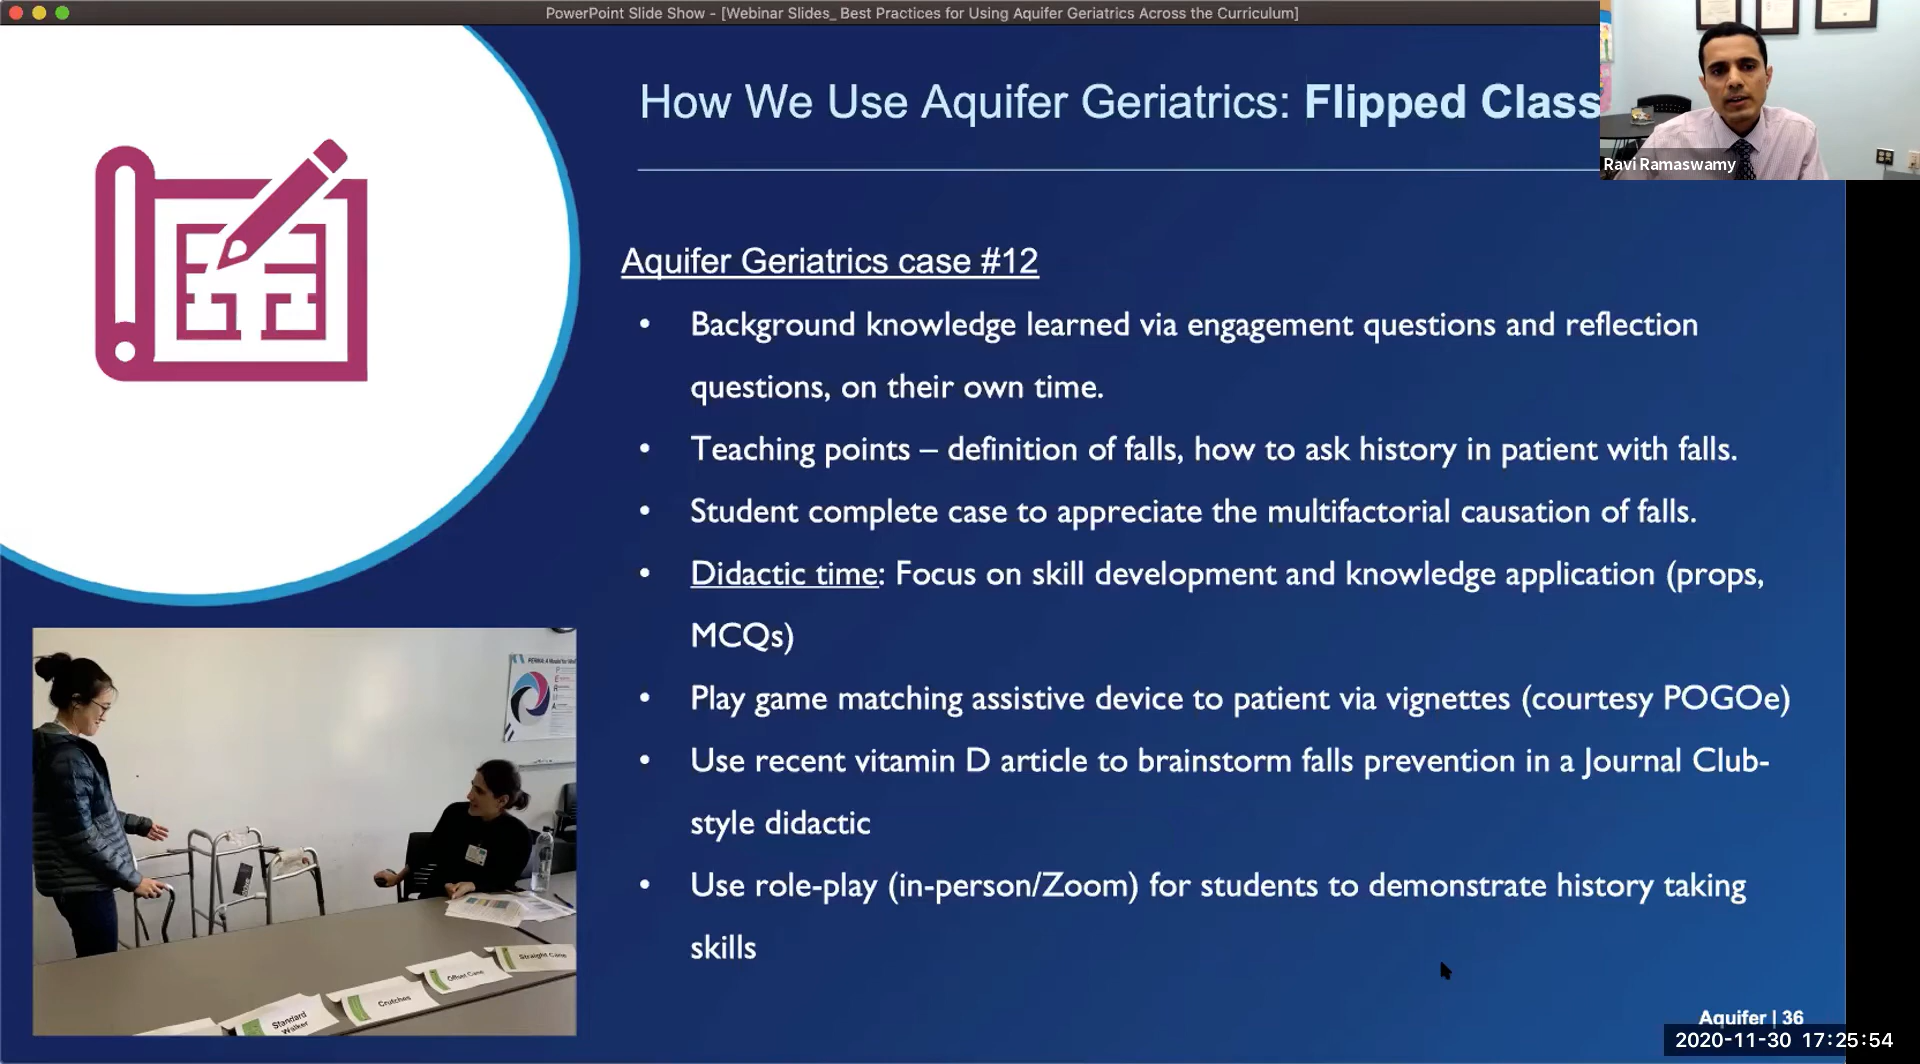 PowerPoint Slide Show - [Webinar Slides_ Best Practices for Using Aquifer Geriatrics Across the Curriculum]
How We Use Aquifer Geriatrics: Flipped Class
Ravi Ramaswamy
Aquifer Geriatrics case #12
• Background knowledge learned via engagement questions and reflection
questions, on their own time.
• Teaching points – definition of falls, how to ask history in patient with falls.
• Student complete case to appreciate the multifactorial causation of falls.
• Didactic time: Focus on skill development and knowledge application (props,
MCQs)
• Play game matching assistive device to patient via vignettes (courtesy POGOe)
• Use recent vitamin D article to brainstorm falls prevention in a Journal Club-
style didactic
• Use role-play (in-person/Zoom) for students to demonstrate history taking
skills
P
E
R
M
A
Straight Cane
Offset Cane
Crutches
Standard
Walker
Aquifer | 36
2020-11-30 17:25:54